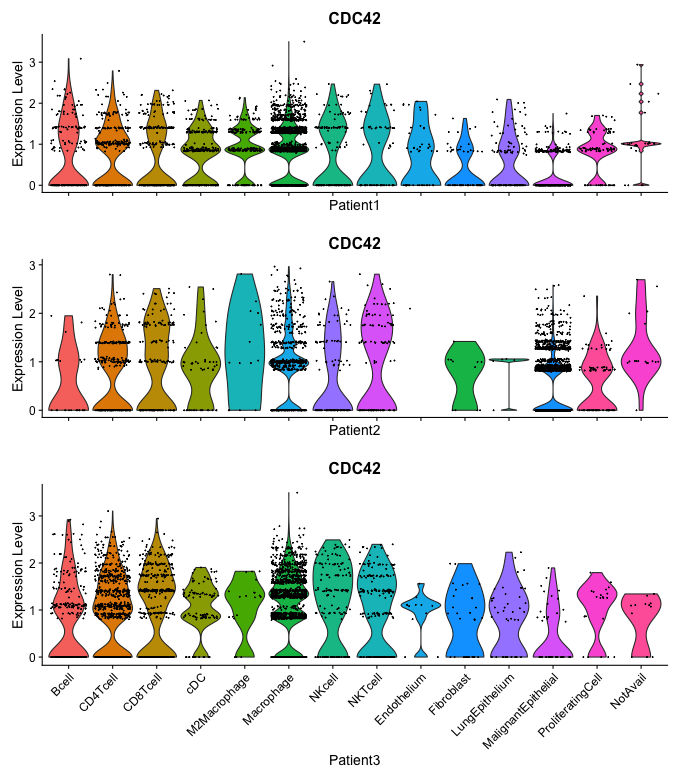 CDC42
Expression Level
3
2
1
0
Patient1
CDC42
Expression Level
3
2
1
0
Patient2
CDC42
Expression Level
3
2
1
0
Bcell
CD4Tcell
CD8Tcell
cDC
M2Macrophage
Macrophage
NKcell
NKTcell
Endothelium
Fibroblast
LungEpithelium
MalignantEpithelial
ProliferatingCell
NotAvail
Patient3